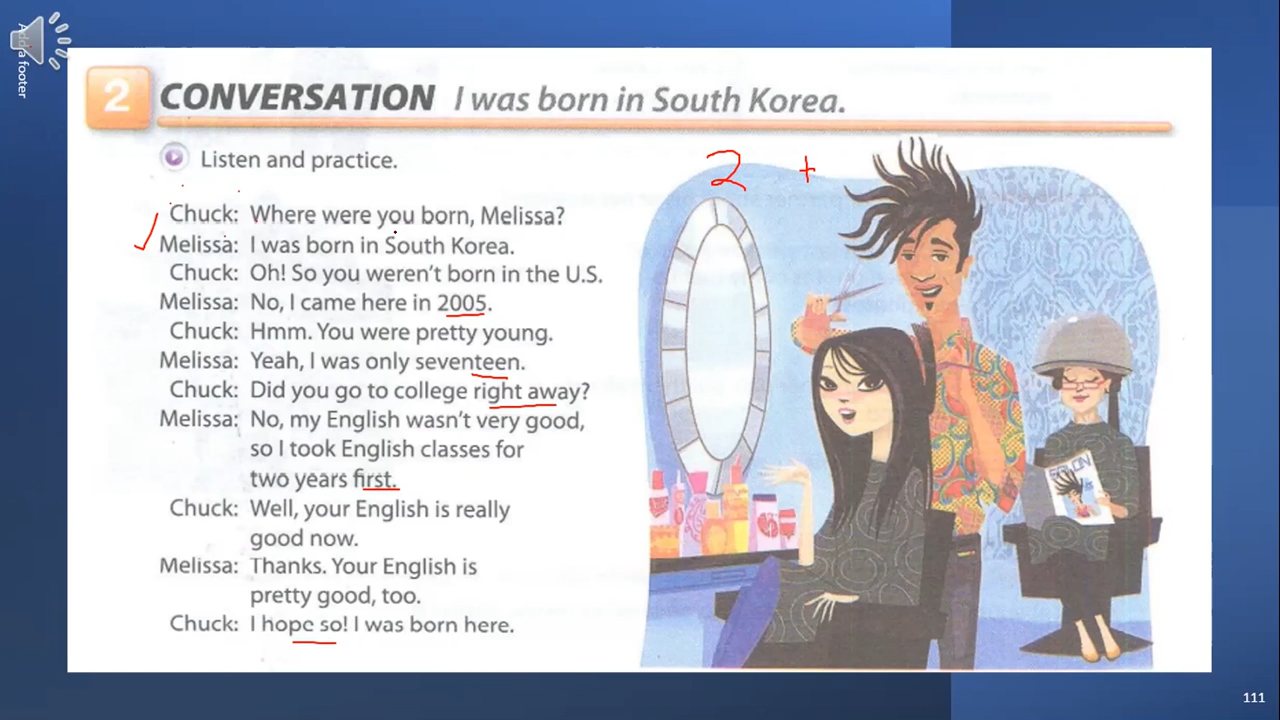 Add a footer
2 CONVERSATION I was born in South Korea.
Listen and practice.
2 +
Chuck: Where were you born, Melissa?
Melissa: I was born in South Korea.
Chuck: Oh! So you weren't born in the U.S.
Melissa: No, I came here in 2005.
Chuck: Hmm. You were pretty young.
Melissa: Yeah, I was only seventeen.
Chuck: Did you go to college right away?
Melissa: No, my English wasn't very good,
so I took English classes for
two years first.
Chuck: Well, your English is really
good now.
Melissa: Thanks. Your English is
pretty good, too.
Chuck: I hope so! I was born here.
SALON
111